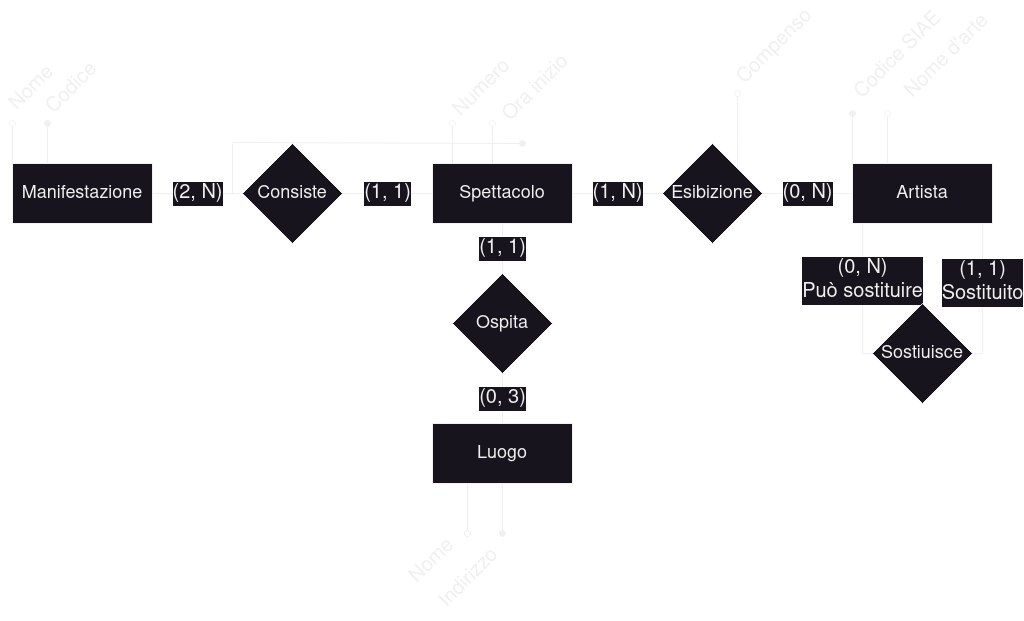 Nome
Codice
Numero
Ora inizio
Compenso
Codice SIAE
Nome d'arte
Manifestazione
(2, N)
Consiste
(1, 1)
Spettacolo
(1, N)
Esibizione
(0, N)
Artista
(1, 1)
(0, N)
Può sostituire
(1, 1)
Sostituito
Ospita
Sostiuisce
(0, 3)
Luogo
Nome
Indirizzo